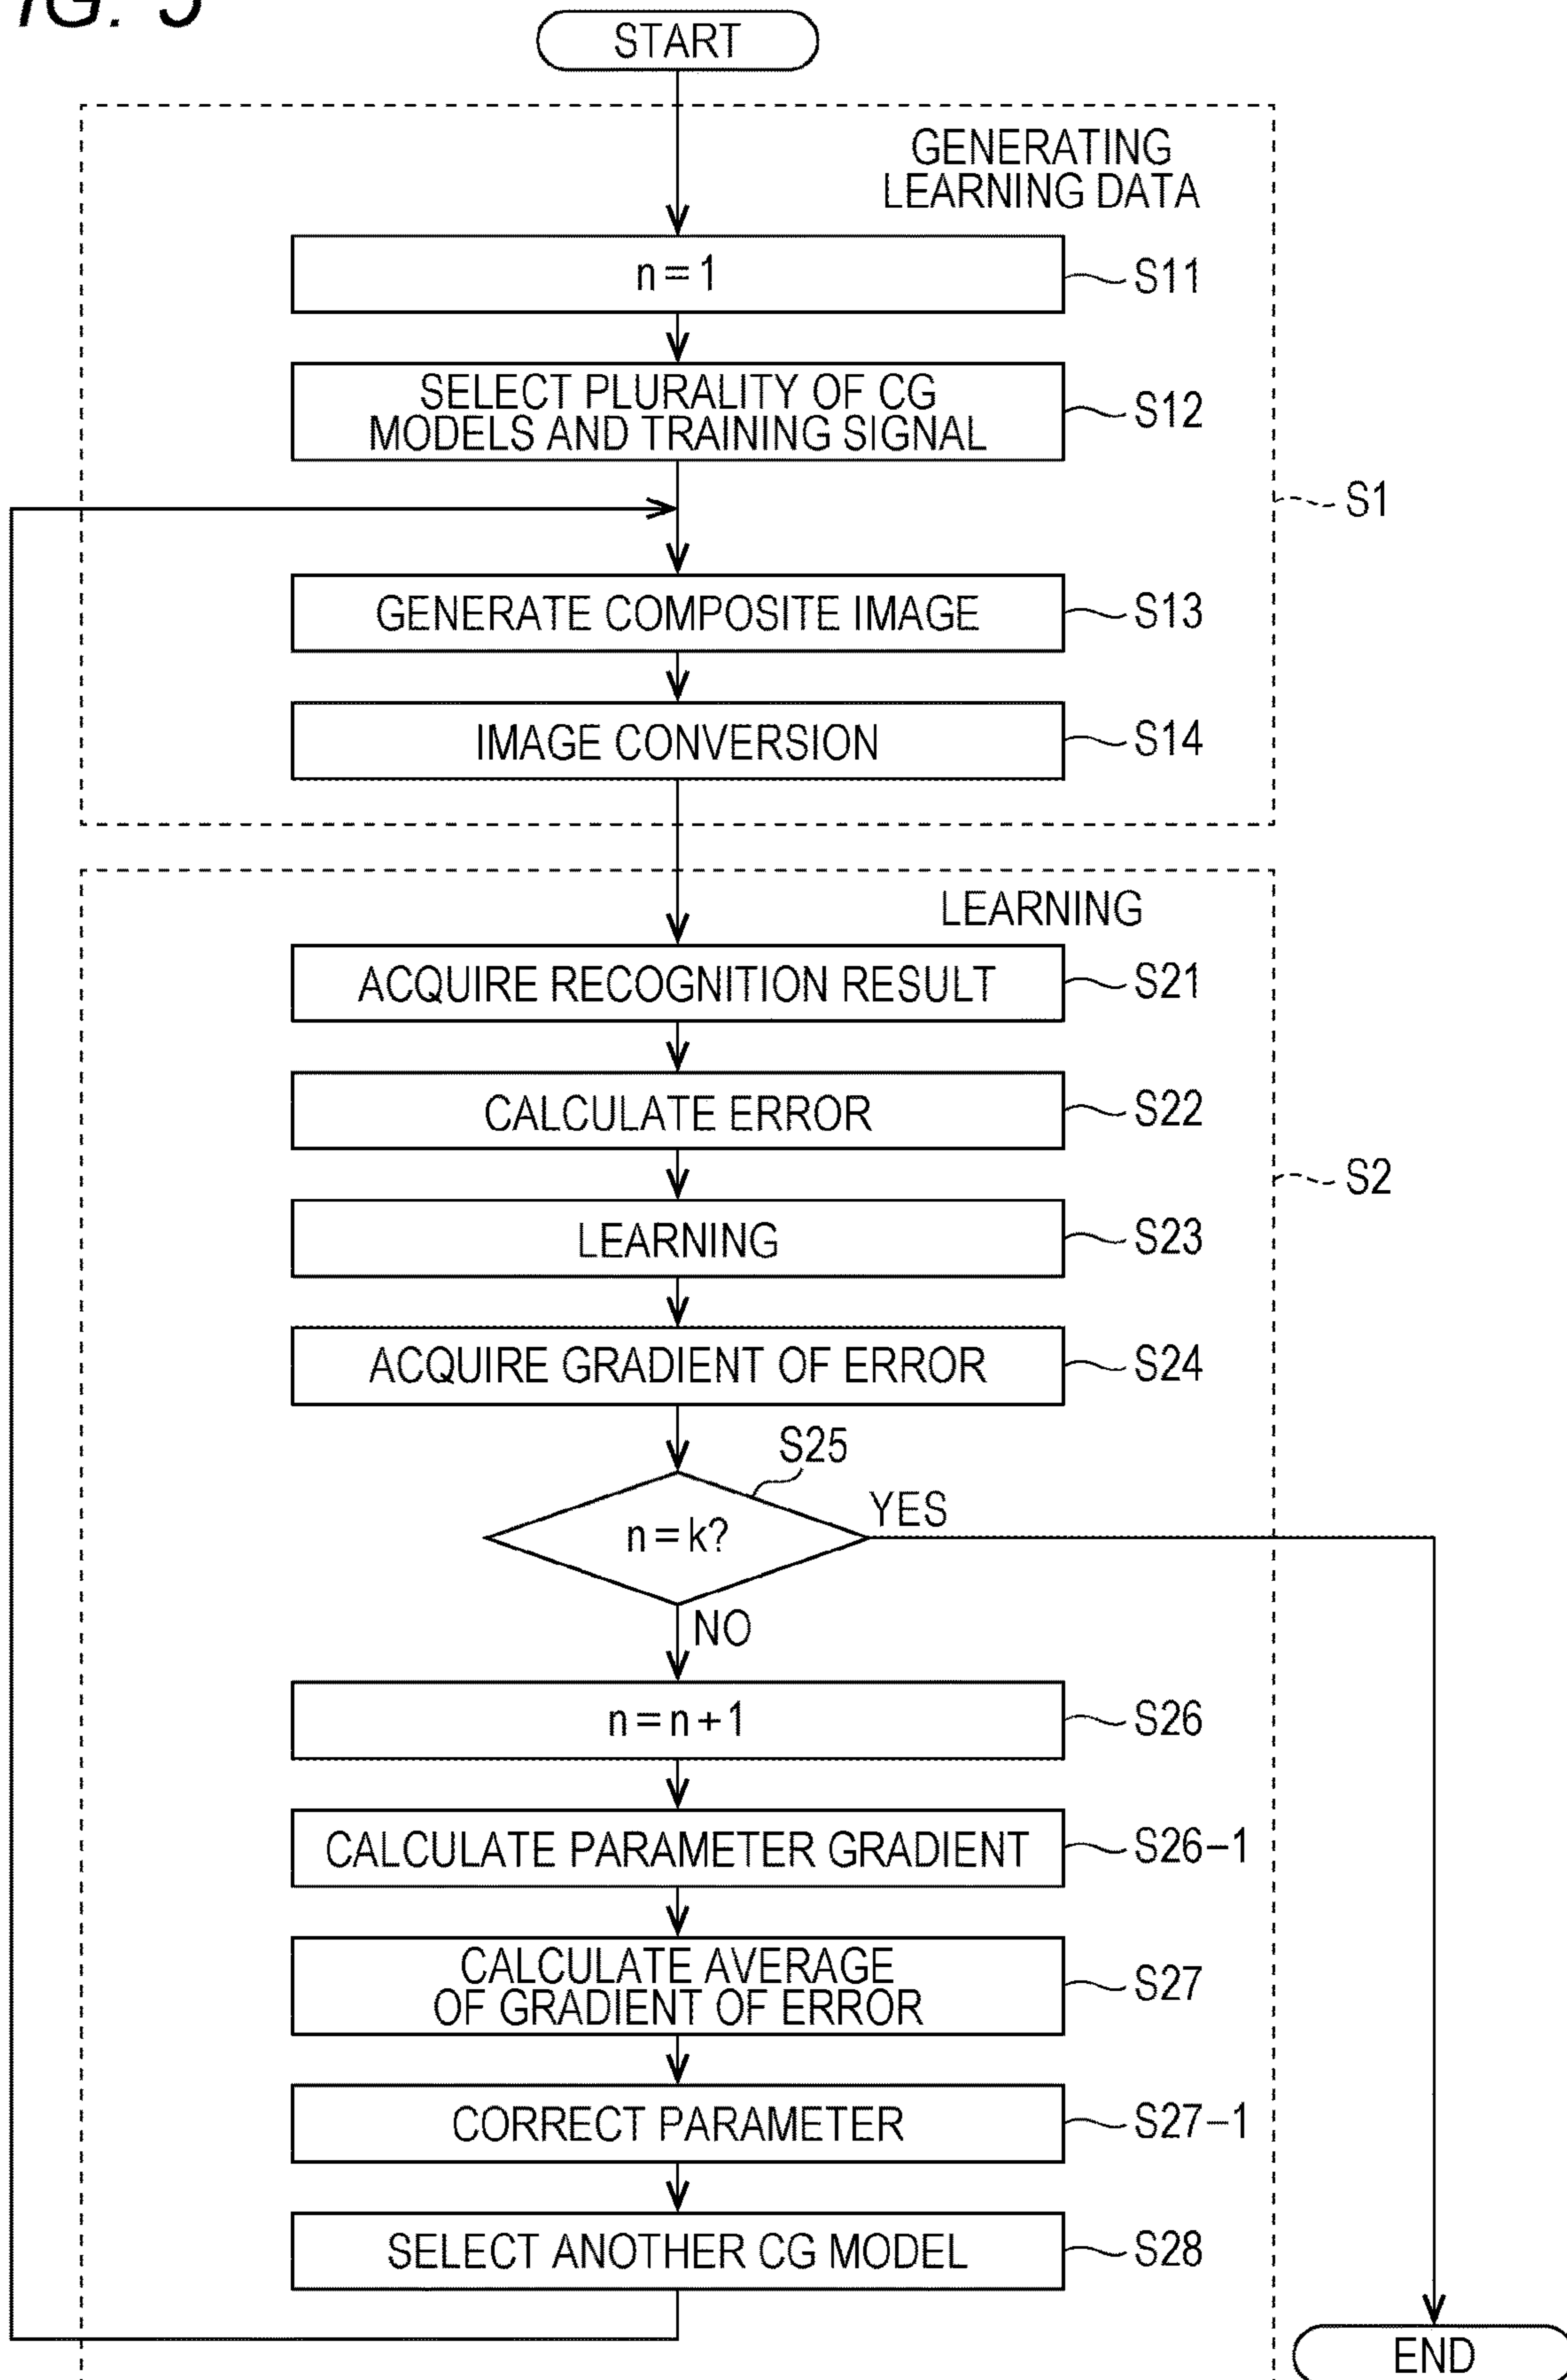 START
GENERATING
LEARNING DATA
n = 1
S11
SELECT PLURALITY OF CG
MODELS AND TRAINING SIGNAL
S12
S1
GENERATE COMPOSITE IMAGE
S13
IMAGE CONVERSION
S14
LEARNING
ACQUIRE RECOGNITION RESULT
S21
CALCULATE ERROR
S22
S2
LEARNING
S23
ACQUIRE GRADIENT OF ERROR
S24
S25
n = k?
YES
NO
n = n + 1
S26
CALCULATE PARAMETER GRADIENT
S26-1
CALCULATE AVERAGE
OF GRADIENT OF ERROR
S27
CORRECT PARAMETER
S27-1
SELECT ANOTHER CG MODEL
S28
END